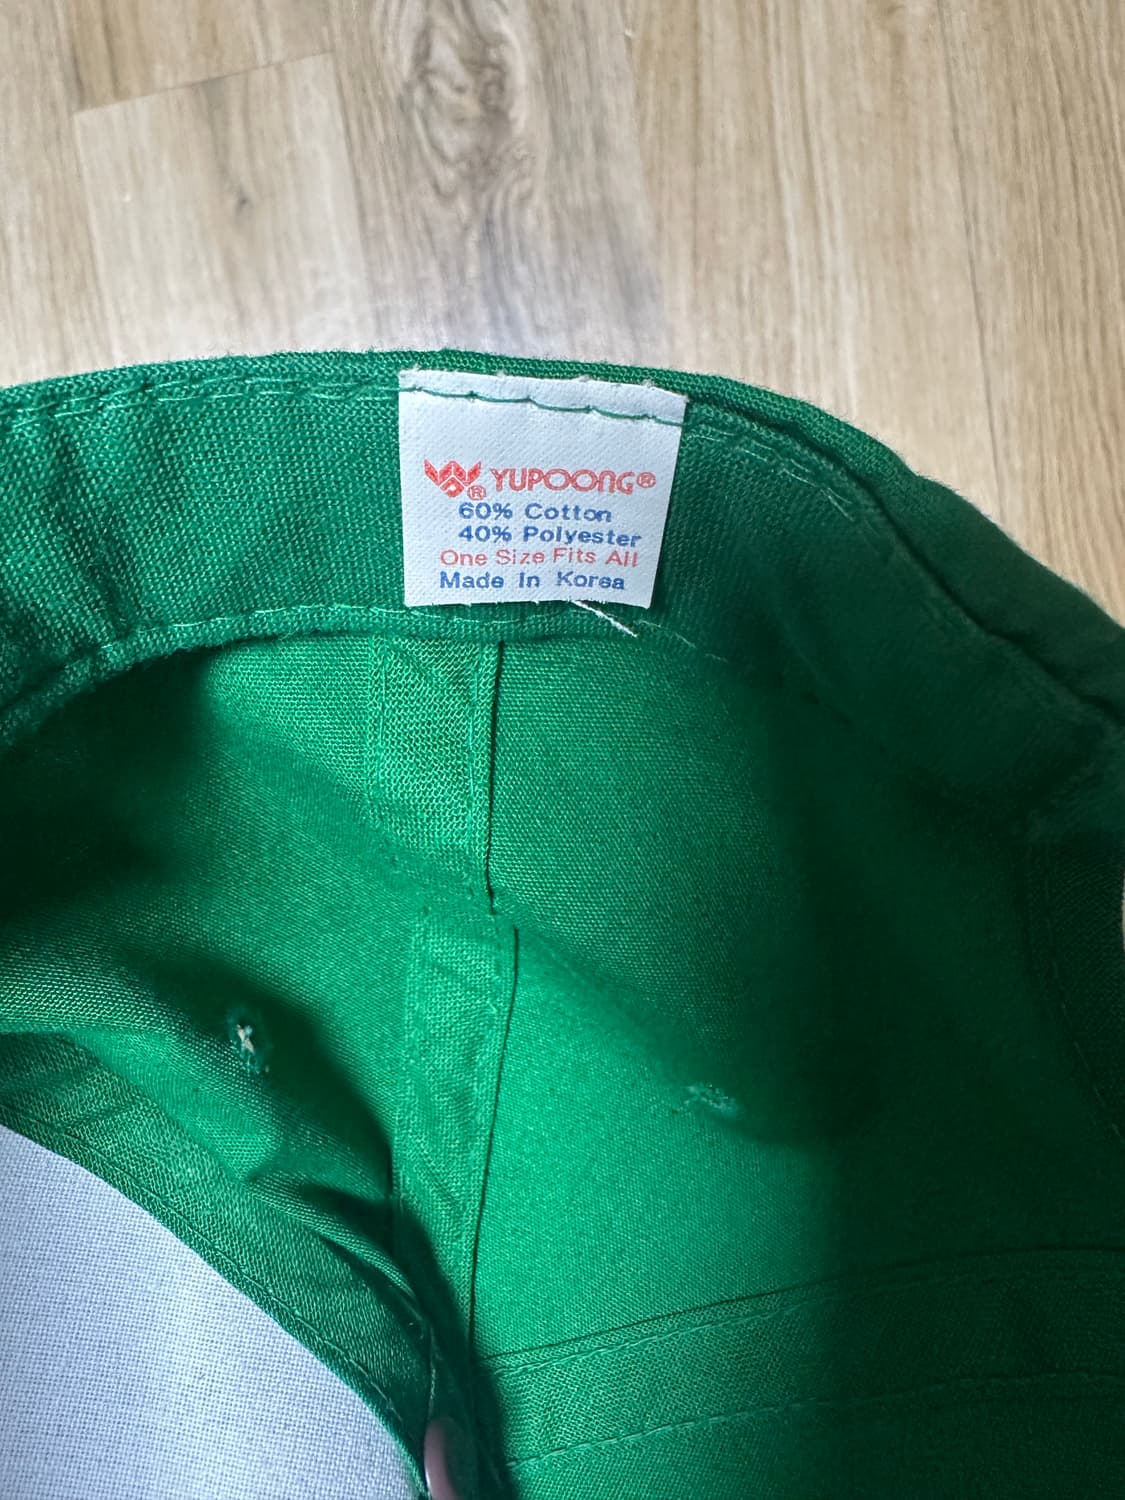 ® YUPOONG®
60% Cotton
40% Polyester
One Size Fits All
Made In Korea